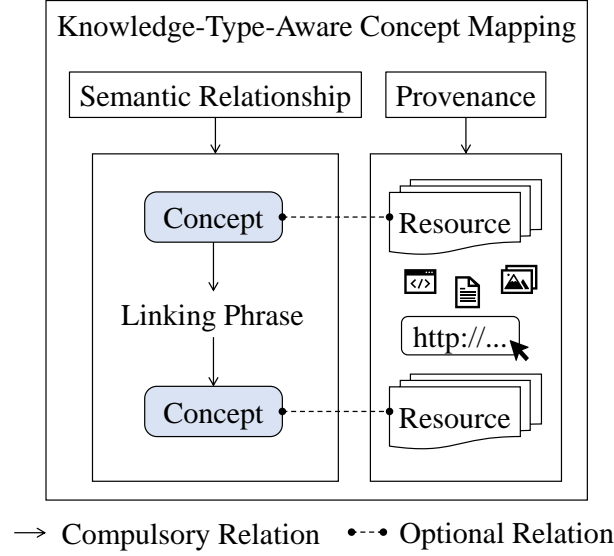 Knowledge-Type-Aware Concept Mapping
Semantic Relationship
Provenance
Concept
Resource
</>
Linking Phrase
http://...
Concept
Resource
Compulsory Relation
Optional Relation